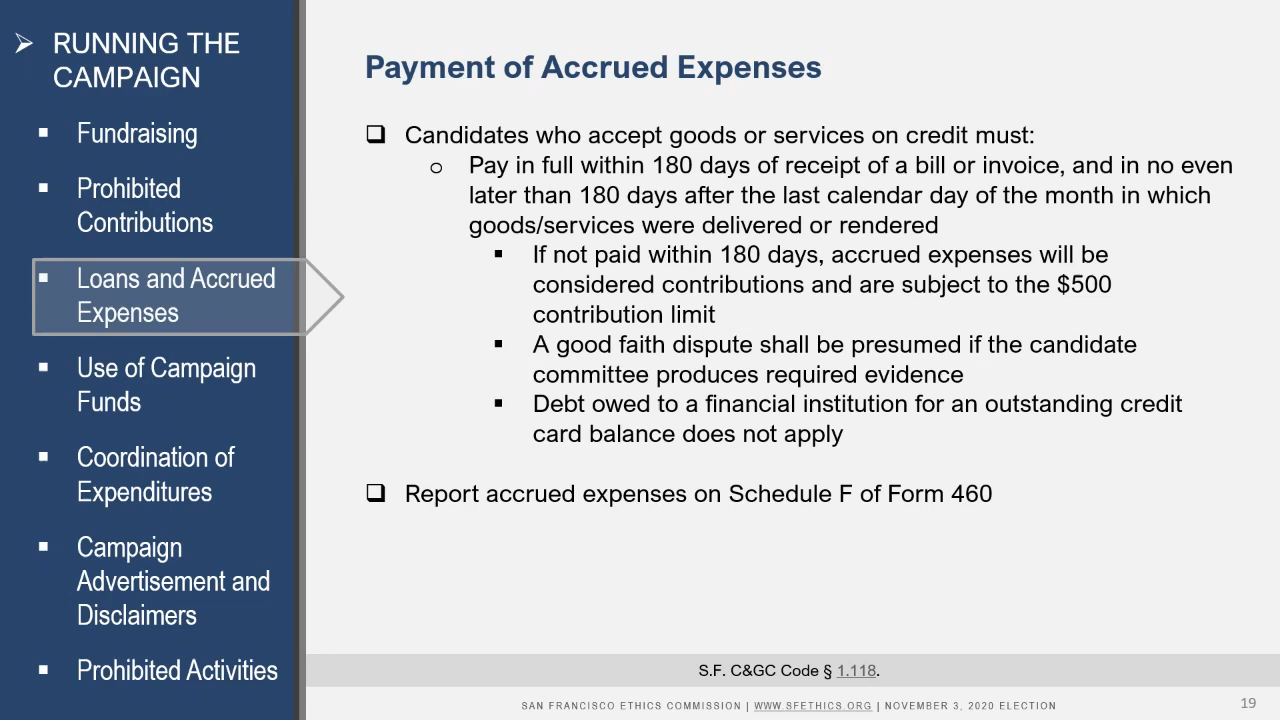 RUNNING THE
CAMPAIGN
Fundraising
Prohibited
Contributions
Loans and Accrued
Expenses
Use of Campaign
Funds
Coordination of
Expenditures
Campaign
Advertisement and
Disclaimers
Prohibited Activities
Payment of Accrued Expenses
Candidates who accept goods or services on credit must:
Pay in full within 180 days of receipt of a bill or invoice, and in no even
later than 180 days after the last calendar day of the month in which
goods/services were delivered or rendered
If not paid within 180 days, accrued expenses will be
considered contributions and are subject to the $500
contribution limit
A good faith dispute shall be presumed if the candidate
committee produces required evidence
Debt owed to a financial institution for an outstanding credit
card balance does not apply
Report accrued expenses on Schedule F of Form 460
S.F. C&GC Code § 1.118.
SAN FRANCISCO ETHICS COMMISSION | WWW.SFETHICS.ORG | NOVEMBER 3, 2020 ELECTION
19